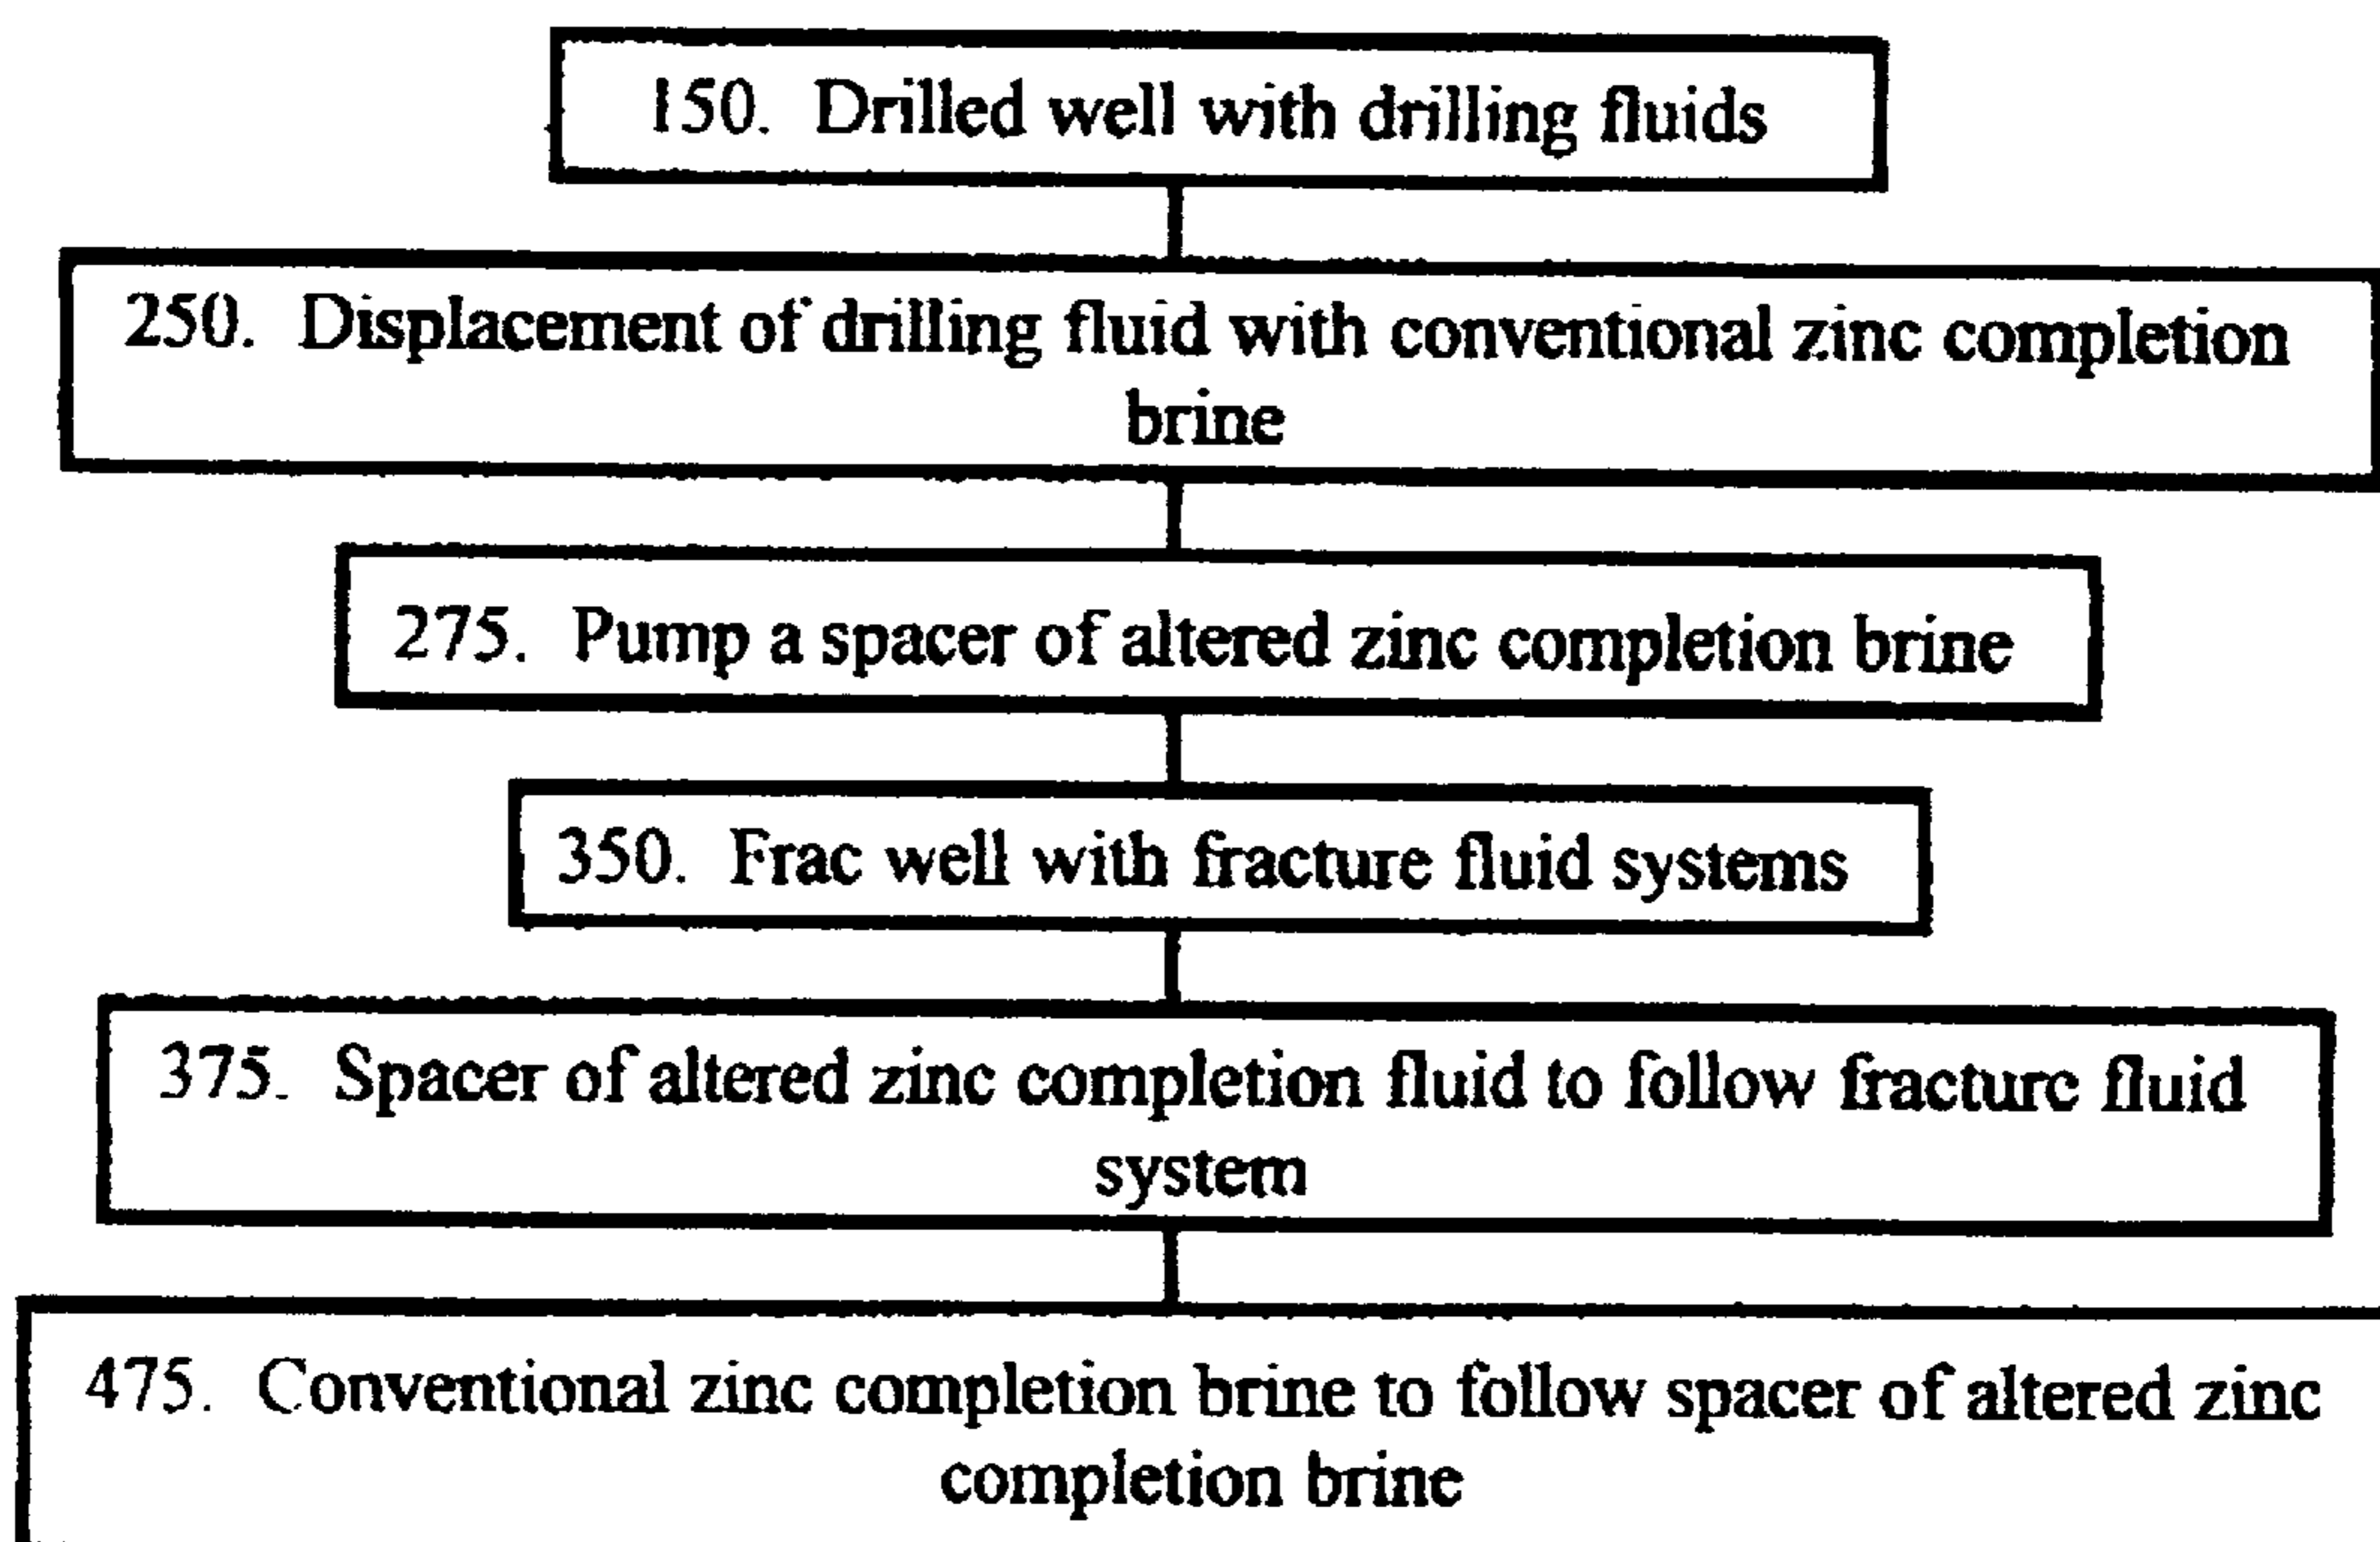 150. Drilled well with drilling fluids
250. Displacement of drilling fluid with conventional zinc completion
brine
275. Pump a spacer of altered zinc completion brine
350. Frac well with fracture fluid systems
375. Spacer of altered zinc completion fluid to follow fracture fluid
system
475. Conventional zinc completion brine to follow spacer of altered zinc
completion brine